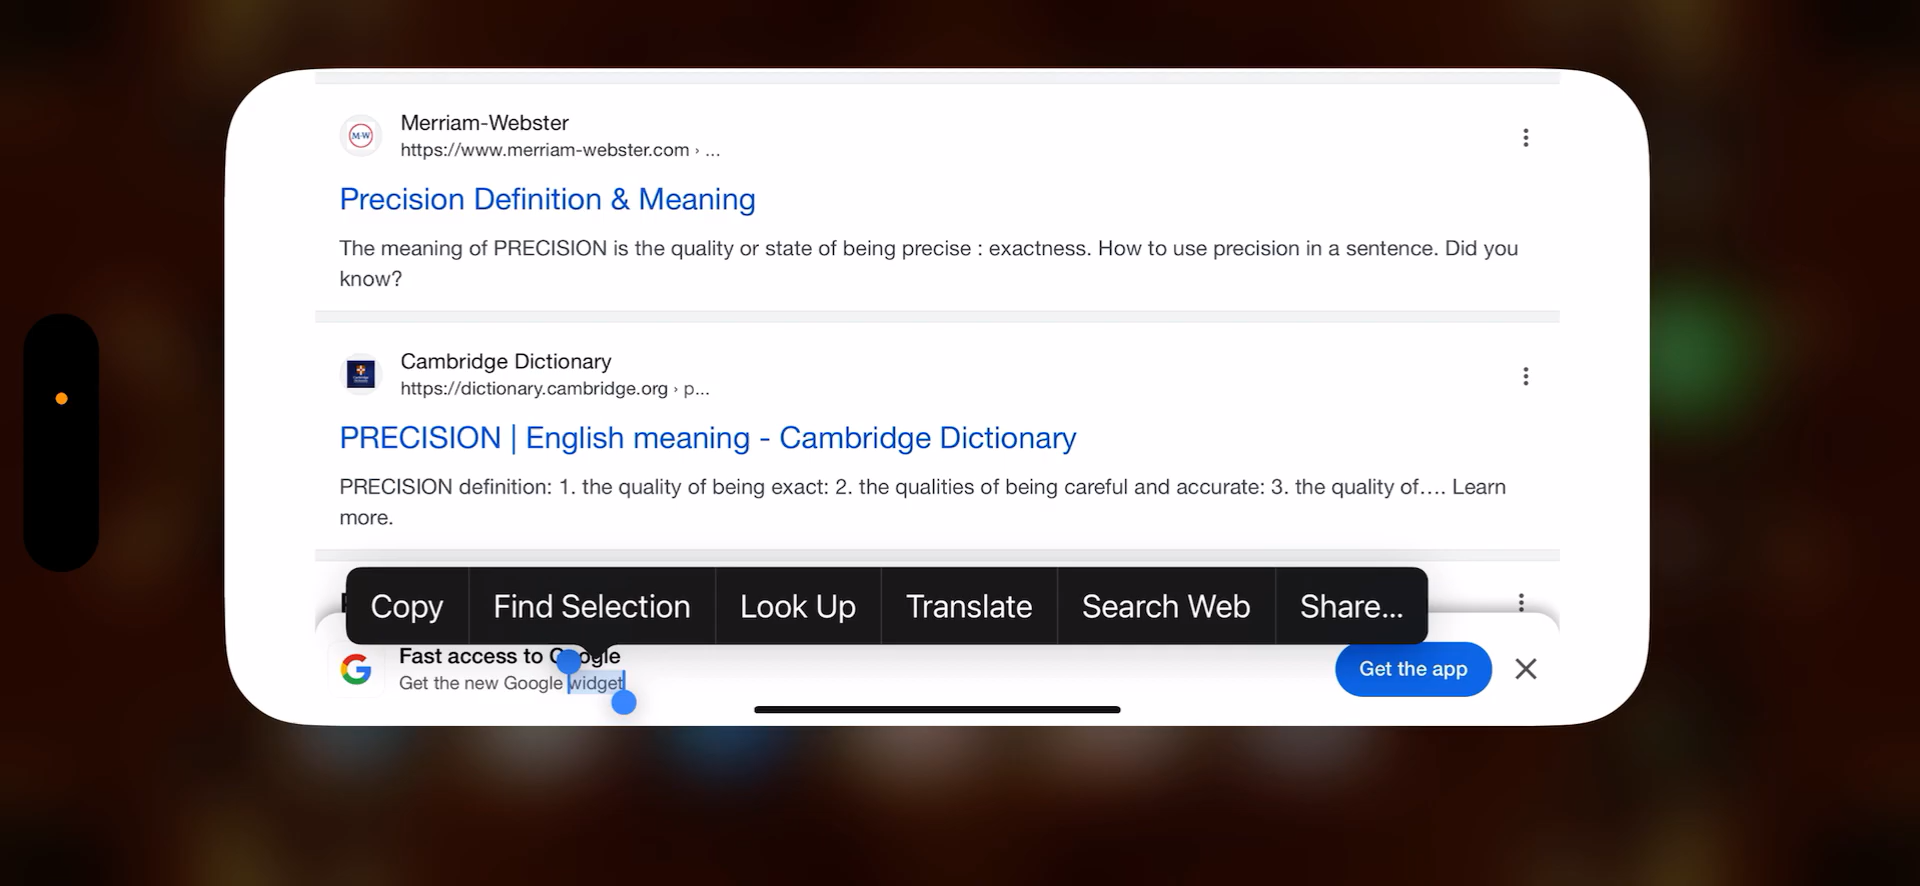 Merriam-Webster
https://www.merriam-webster.com › ...
Precision Definition & Meaning
The meaning of PRECISION is the quality or state of being precise : exactness. How to use precision in a sentence. Did you
know?
Cambridge Dictionary
https://dictionary.cambridge.org › p...
PRECISION | English meaning - Cambridge Dictionary
PRECISION definition: 1. the quality of being exact: 2. the qualities of being careful and accurate: 3. the quality of.... Learn
more.
Copy Find Selection Look Up Translate Search Web Share...
Fast access to Google
Get the new Google widget
Get the app